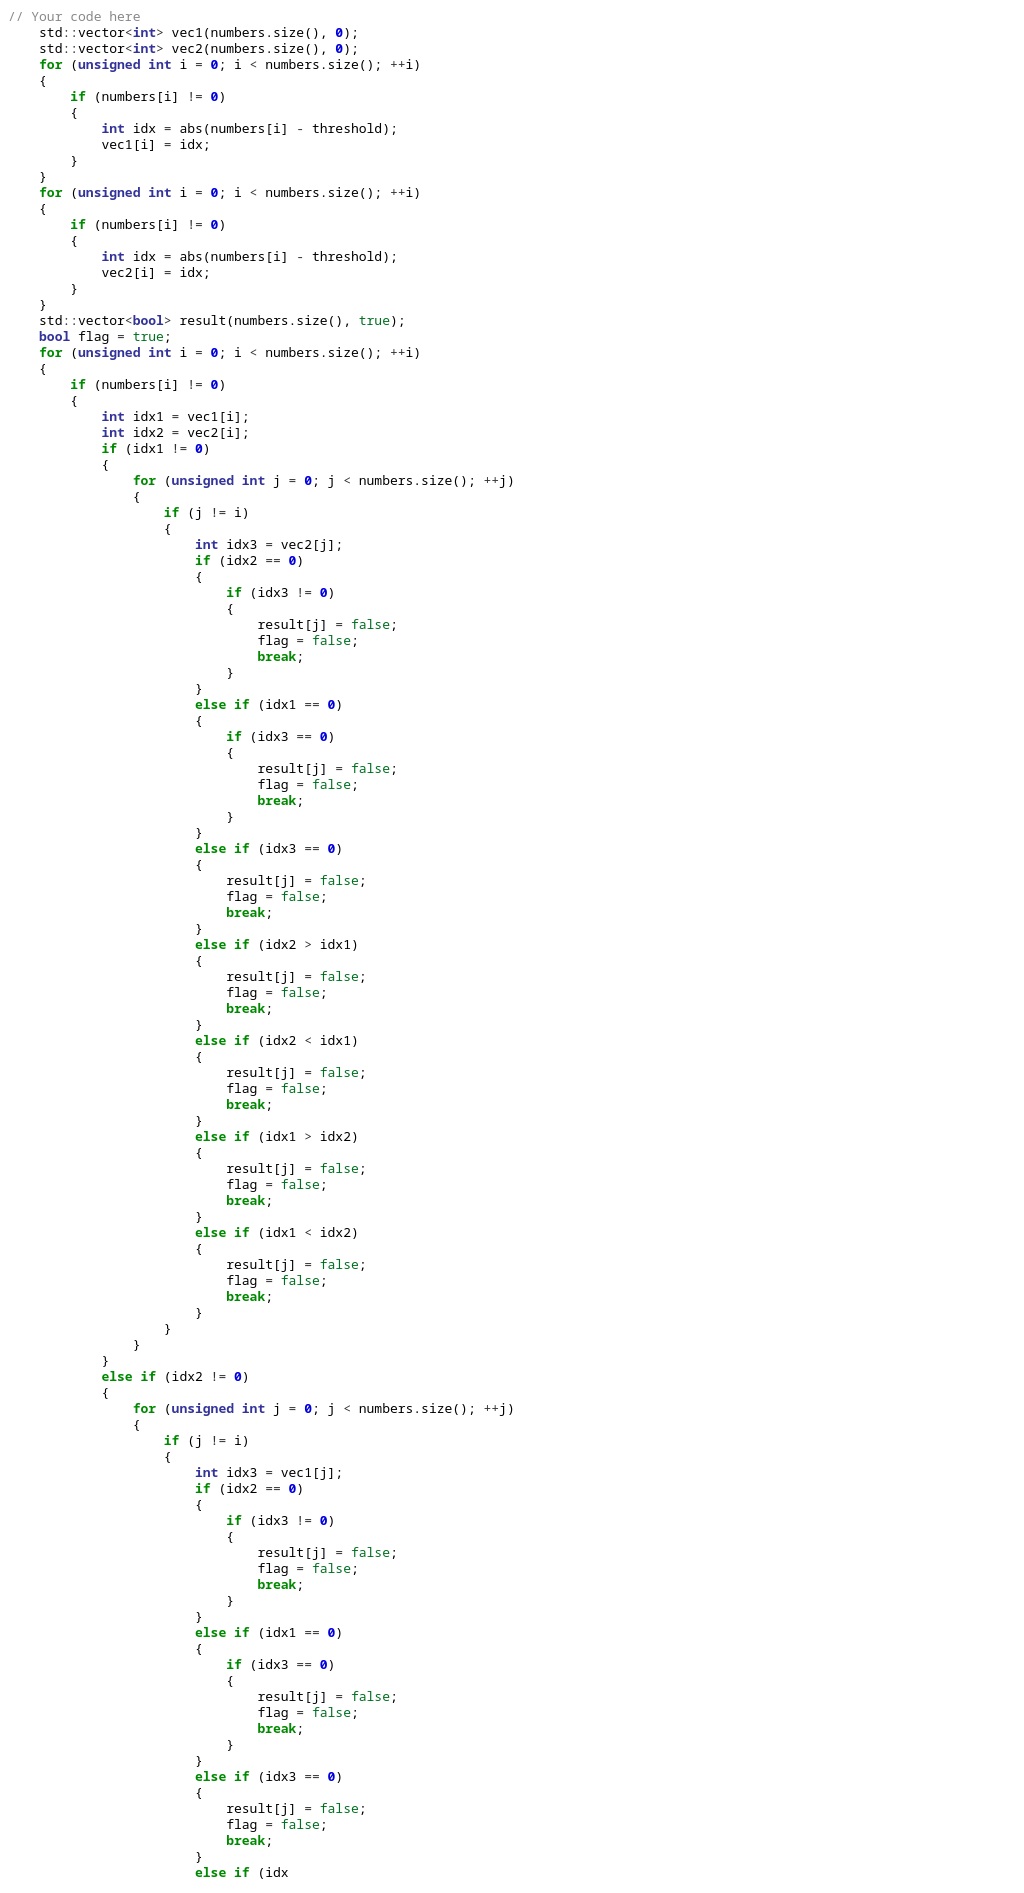 // Your code here
    std::vector<int> vec1(numbers.size(), 0);
    std::vector<int> vec2(numbers.size(), 0);
    for (unsigned int i = 0; i < numbers.size(); ++i)
    {
        if (numbers[i] != 0)
        {
            int idx = abs(numbers[i] - threshold);
            vec1[i] = idx;
        }
    }
    for (unsigned int i = 0; i < numbers.size(); ++i)
    {
        if (numbers[i] != 0)
        {
            int idx = abs(numbers[i] - threshold);
            vec2[i] = idx;
        }
    }
    std::vector<bool> result(numbers.size(), true);
    bool flag = true;
    for (unsigned int i = 0; i < numbers.size(); ++i)
    {
        if (numbers[i] != 0)
        {
            int idx1 = vec1[i];
            int idx2 = vec2[i];
            if (idx1 != 0)
            {
                for (unsigned int j = 0; j < numbers.size(); ++j)
                {
                    if (j != i)
                    {
                        int idx3 = vec2[j];
                        if (idx2 == 0)
                        {
                            if (idx3 != 0)
                            {
                                result[j] = false;
                                flag = false;
                                break;
                            }
                        }
                        else if (idx1 == 0)
                        {
                            if (idx3 == 0)
                            {
                                result[j] = false;
                                flag = false;
                                break;
                            }
                        }
                        else if (idx3 == 0)
                        {
                            result[j] = false;
                            flag = false;
                            break;
                        }
                        else if (idx2 > idx1)
                        {
                            result[j] = false;
                            flag = false;
                            break;
                        }
                        else if (idx2 < idx1)
                        {
                            result[j] = false;
                            flag = false;
                            break;
                        }
                        else if (idx1 > idx2)
                        {
                            result[j] = false;
                            flag = false;
                            break;
                        }
                        else if (idx1 < idx2)
                        {
                            result[j] = false;
                            flag = false;
                            break;
                        }
                    }
                }
            }
            else if (idx2 != 0)
            {
                for (unsigned int j = 0; j < numbers.size(); ++j)
                {
                    if (j != i)
                    {
                        int idx3 = vec1[j];
                        if (idx2 == 0)
                        {
                            if (idx3 != 0)
                            {
                                result[j] = false;
                                flag = false;
                                break;
                            }
                        }
                        else if (idx1 == 0)
                        {
                            if (idx3 == 0)
                            {
                                result[j] = false;
                                flag = false;
                                break;
                            }
                        }
                        else if (idx3 == 0)
                        {
                            result[j] = false;
                            flag = false;
                            break;
                        }
                        else if (idx